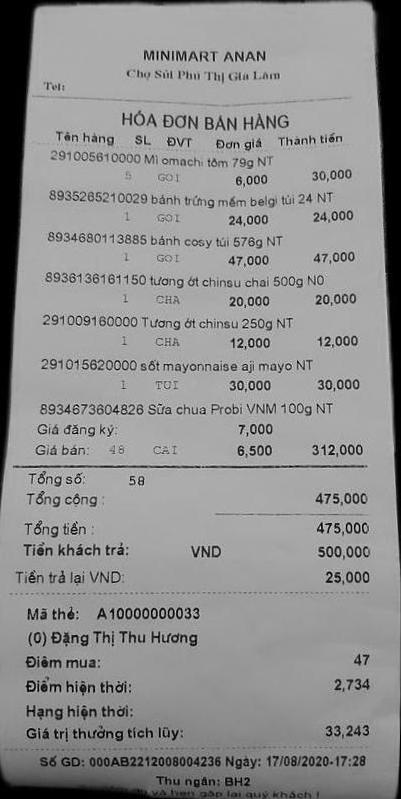 MINIMART ANAN
Chợ Sủi Phú Thị Gia Lâm
Tel:
HÓA ĐƠN BÁN HÀNG
Tên hàng SL ĐVT Đơn giá Thành tiền
291005610000 Mì omachi tôm 79g NT
5 GOI 6,000 30,000
8935265210029 bánh trứng mềm belgi túi 24 NT
1 GOI 24,000 24,000
8934680113885 bánh cosy túi 576g NT
1 GOI 47,000 47,000
8936136161150 tương ớt chinsu chai 500g N0
1 CHA 20,000 20,000
291009160000 Tương ớt chinsu 250g NT
1 CHA 12,000 12,000
291015620000 sốt mayonnaise aji mayo NT
1 TUI 30,000 30,000
8934673604826 Sữa chua Probi VNM 100g NT
Giá đăng ký: 7,000
Giá bán: 48 CAI 6,500 312,000
Tổng số: 58
Tổng cộng : 475,000
Tổng tiền : 475,000
Tiền khách trả: VND 500,000
Tiền trả lại VND: 25,000
Mã thẻ: A10000000033
(0) Đặng Thị Thu Hương
Điểm mua: 47
Điểm hiện thời: 2,734
Hạng hiện thời:
Giá trị thưởng tích lũy: 33,243
Số GD: 000AB2212008004236 Ngày: 17/08/2020-17:28
Thu ngân: BH2
và hẹn gặp lại quý khách !